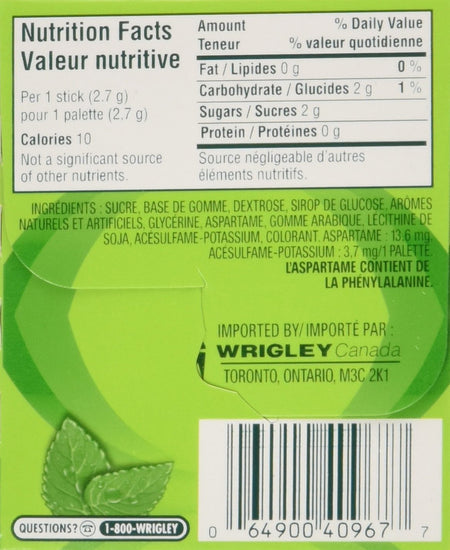 Nutrition Facts
Valeur nutritive
Per 1 stick (2.7 g)
pour 1 palette (2.7 g)
Calories 10
Not a significant source
of other nutrients.
Amount % Daily Value
Teneur % valeur quotidienne
Fat / Lipides 0 g 0 %
Carbohydrate / Glucides 2 g 1 %
Sugars / Sucres 2 g
Protein / Protéines 0 g
Source négligeable d'autres
éléments nutritifs.
INGRÉDIENTS : SUCRE, BASE DE GOMME, DEXTROSE, SIROP DE GLUCOSE, ARÔMES
NATURELS ET ARTIFICIELS, GLYCÉRINE, ASPARTAME, GOMME ARABIQUE, LÉCITHINE DE
SOJA, ACÉSULFAME-POTASSIUM, COLORANT. ASPARTAME : 13,6 mg,
ACÉSULFAME-POTASSIUM : 3,7 mg/1 PALETTE.
L'ASPARTAME CONTIENT DE
LA PHÉNYLALANINE.
IMPORTED BY/IMPORTÉ PAR :
WRIGLEY Canada
TORONTO, ONTARIO, M3C 2K1
QUESTIONS? 1-800-WRIGLEY
0 64900 40967 7